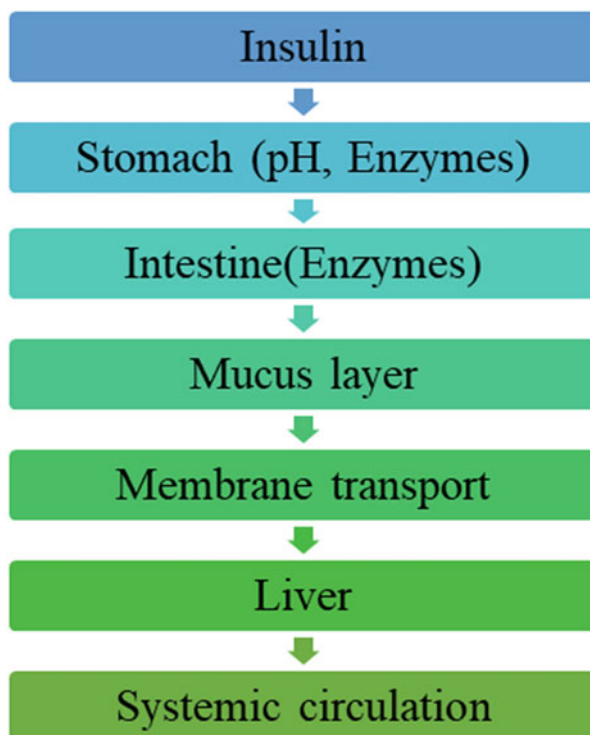 Insulin
Stomach (pH, Enzymes)
Intestine(Enzymes)
Mucus layer
Membrane transport
Liver
Systemic circulation